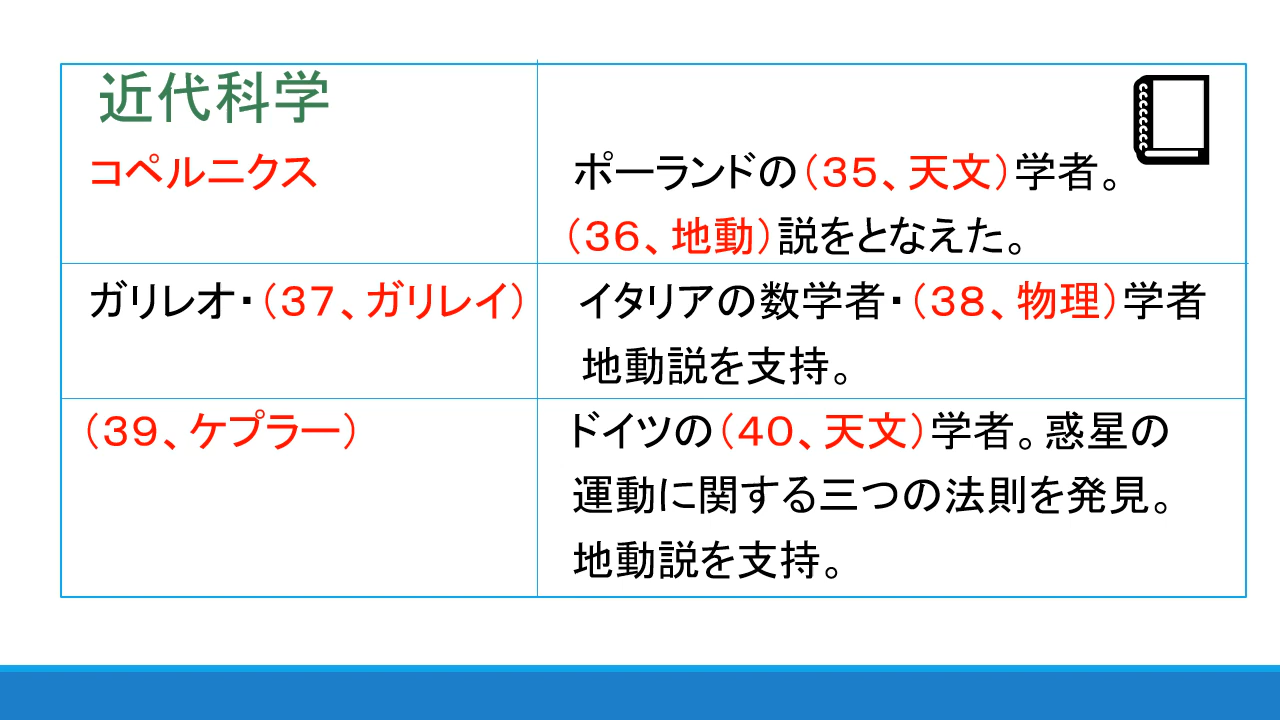 近代科学
コペルニクス
ポーランドの(35、天文)学者。
(36、地動)説をとなえた。
ガリレオ・(37、ガリレイ)
イタリアの数学者・(38、物理)学者
地動説を支持。
(39、ケプラー)
ドイツの(40、天文)学者。惑星の
運動に関する三つの法則を発見。
地動説を支持。